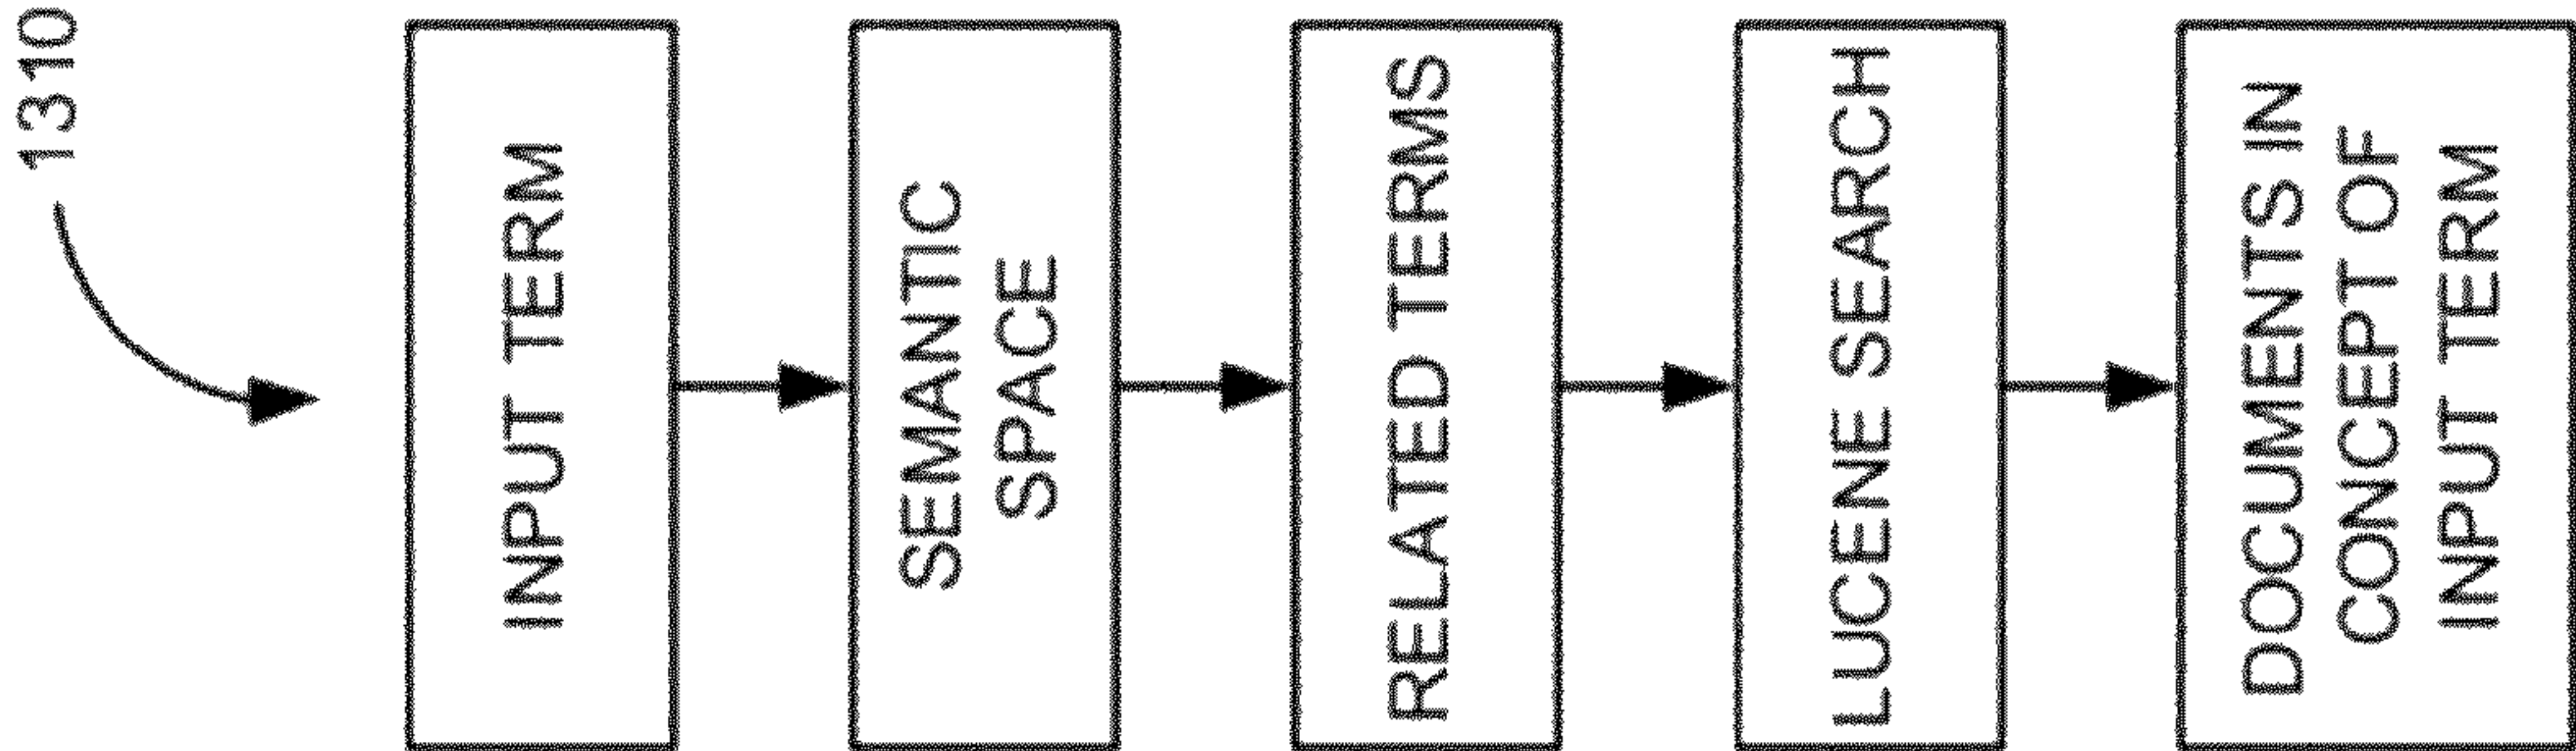 1310
INPUT TERM
SEMANTIC
SPACE
RELATED TERMS
LUCENE SEARCH
DOCUMENTS IN
CONCEPT OF
INPUT TERM